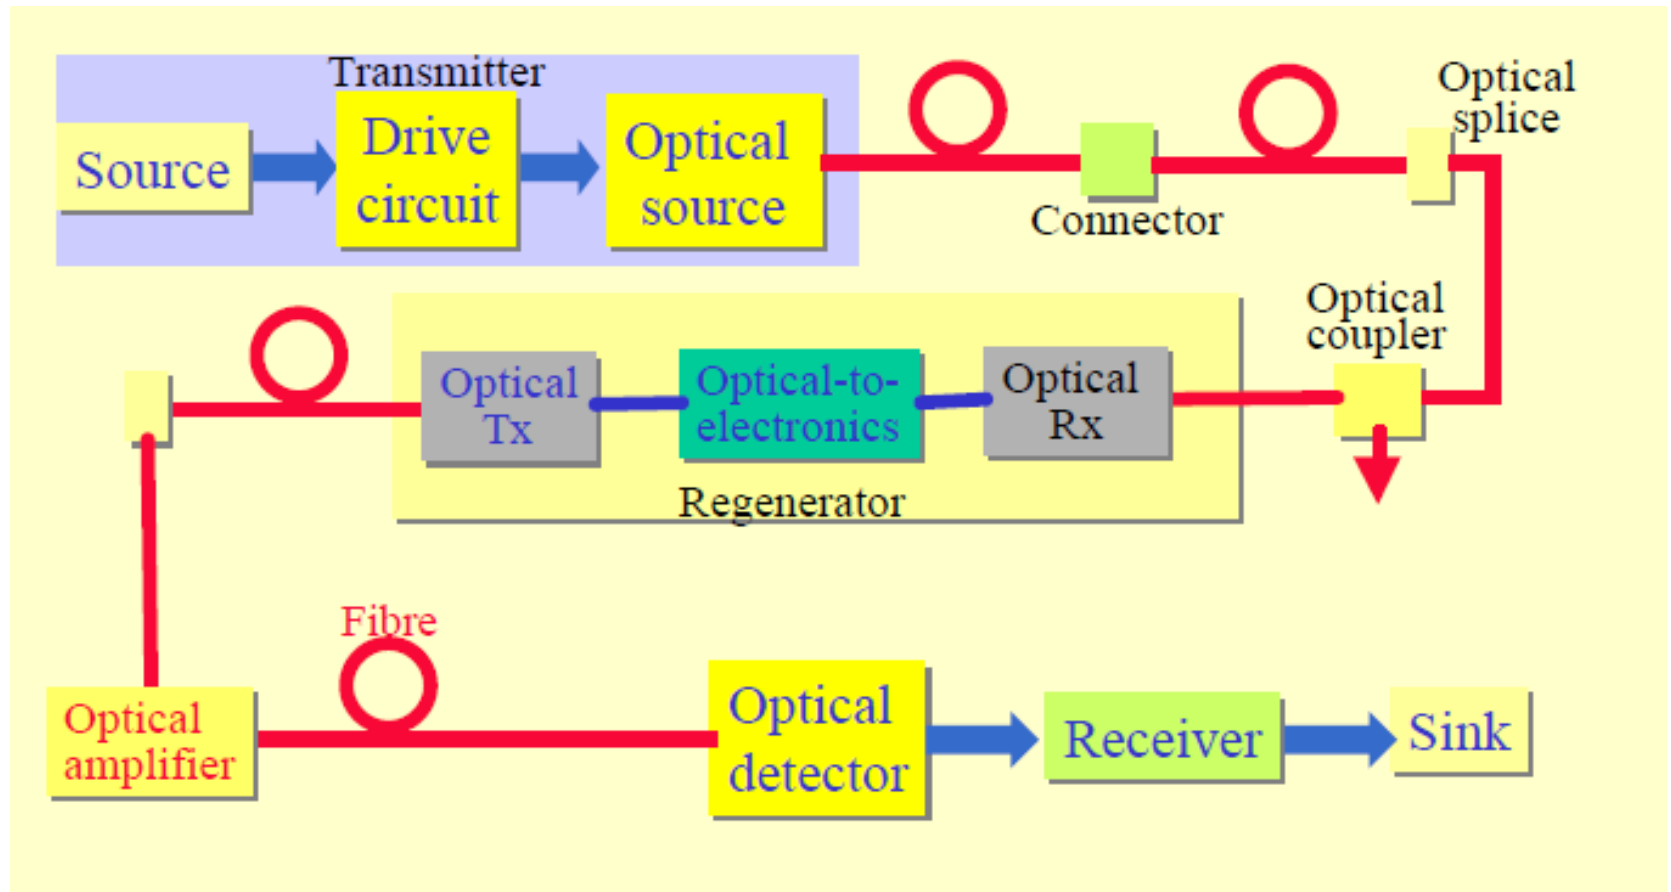 Transmitter
Source
Drive
circuit
Optical
source
Connector
Optical
splice
Optical
coupler
Optical
Tx
Optical-to-
electronics
Optical
Rx
Regenerator
Fibre
Optical
amplifier
Optical
detector
Receiver
Sink